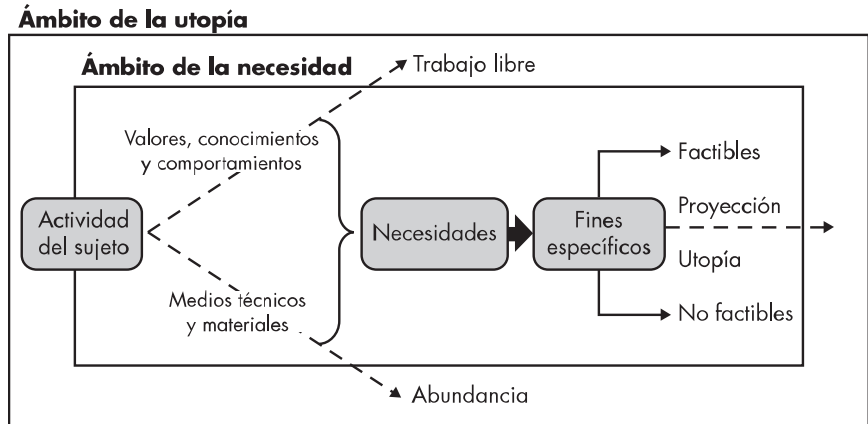 Ámbito de la utopía
Ámbito de la necesidad
Trabajo libre
Valores, conocimientos
y comportamientos
Factibles
Actividad
del sujeto
Necesidades
Fines
específicos
Proyección
Utopía
Medios técnicos
y materiales
No factibles
Abundancia